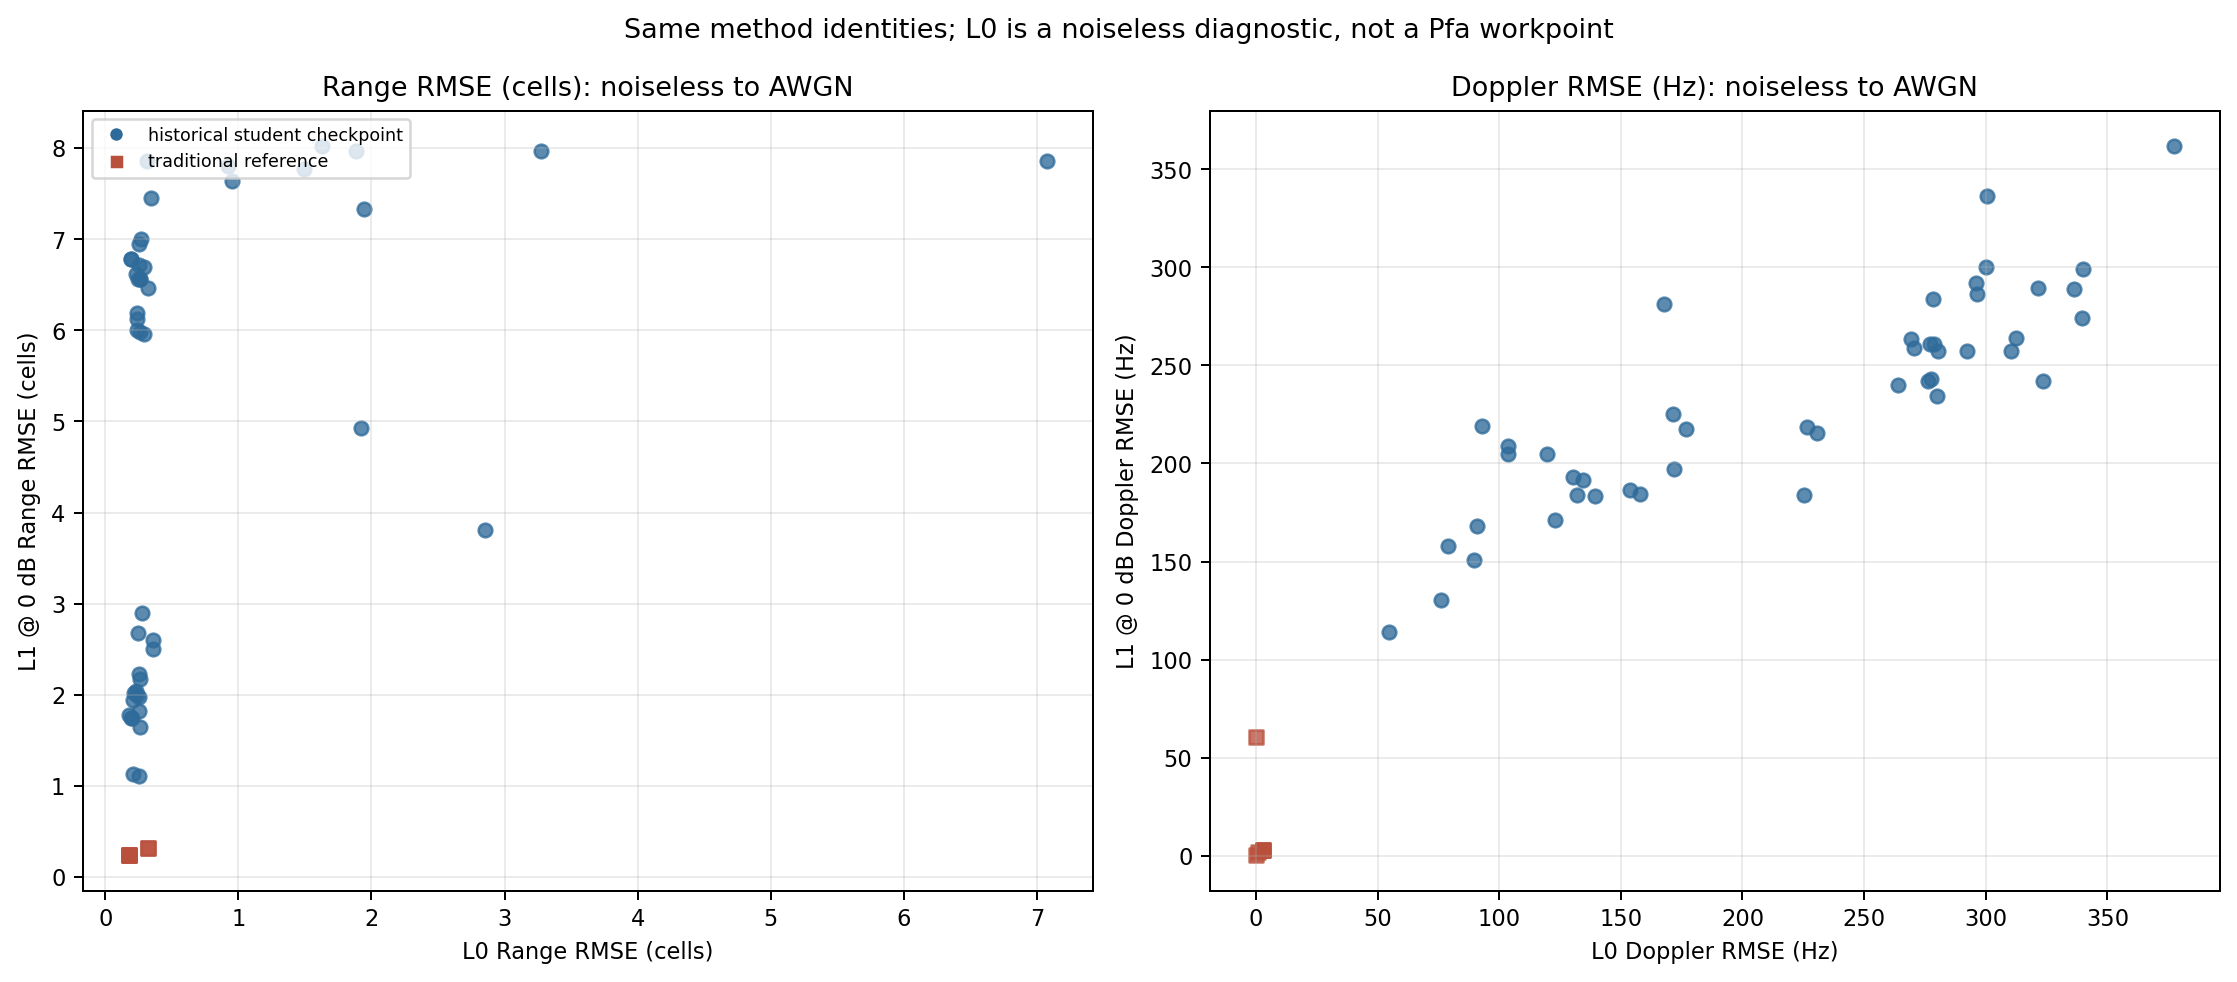 Same method identities; L0 is a noiseless diagnostic, not a Pfa workpoint
Range RMSE (cells): noiseless to AWGN
historical student checkpoint
traditional reference
8
7
6
5
4
3
2
1
0
L1 @ 0 dB Range RMSE (cells)
0 1 2 3 4 5 6 7
L0 Range RMSE (cells)
Doppler RMSE (Hz): noiseless to AWGN
350
300
250
200
150
100
50
0
L1 @ 0 dB Doppler RMSE (Hz)
0 50 100 150 200 250 300 350
L0 Doppler RMSE (Hz)